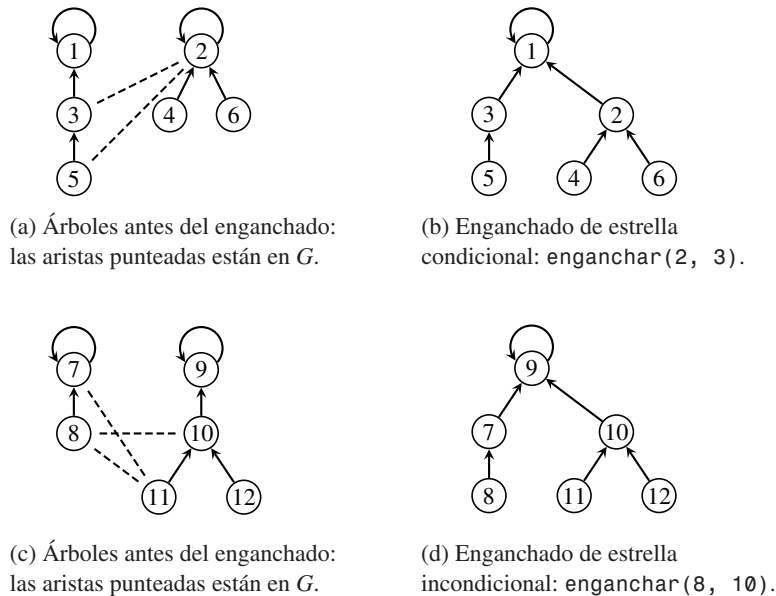 1 2
3 4 6
5
(a) Árboles antes del enganchado:
las aristas punteadas están en G.
1
3 2
5 4 6
(b) Enganchado de estrella
condicional: enganchar(2, 3).
7 9
8 10
11 12
(c) Árboles antes del enganchado:
las aristas punteadas están en G.
9
7 10
8 11 12
(d) Enganchado de estrella
incondicional: enganchar(8, 10).